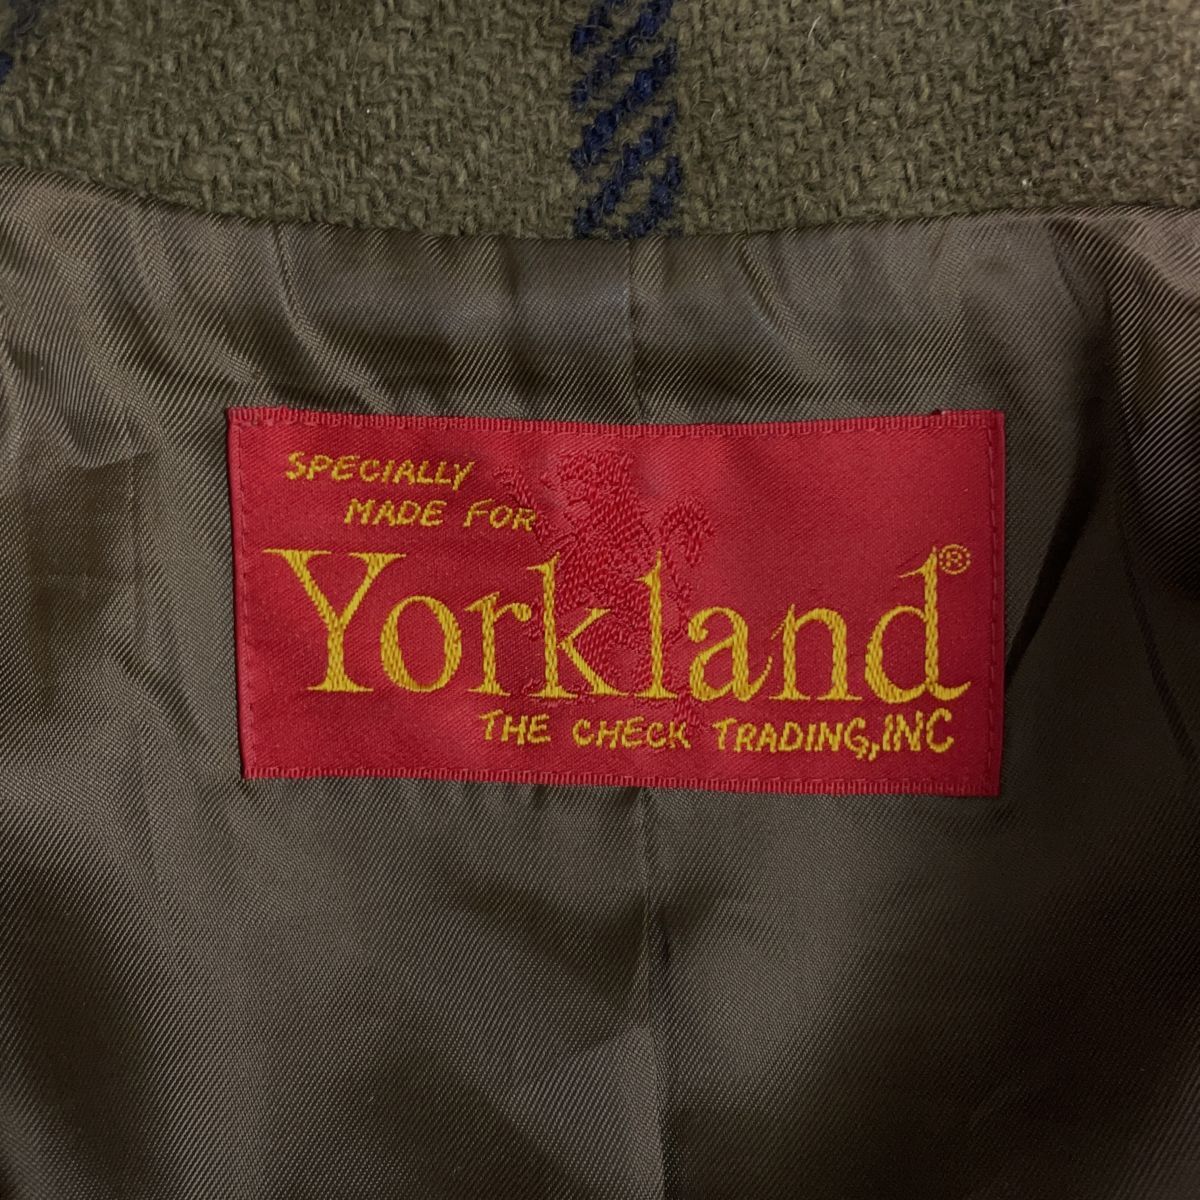 SPECIALLY
MADE FOR
Yorkland®
THE CHECK TRADING,INC